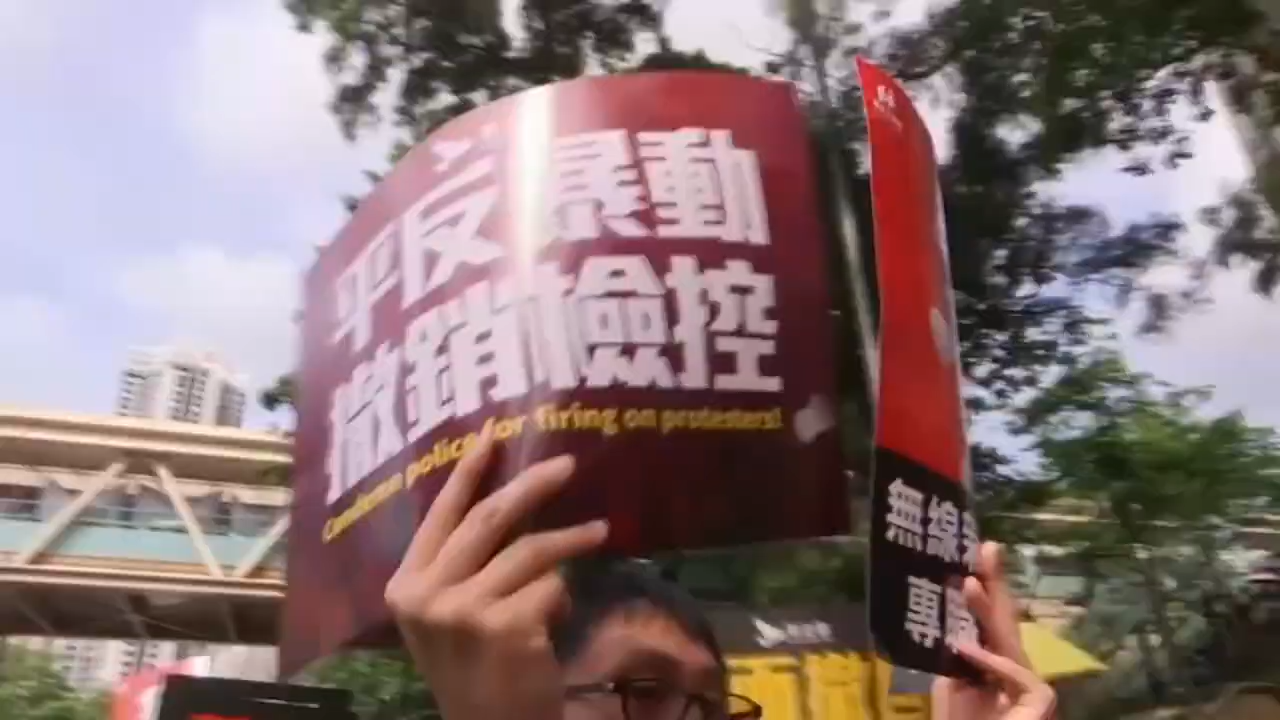 平反暴動
撤銷檢控
Condemn police for firing on protesters!
無線
專